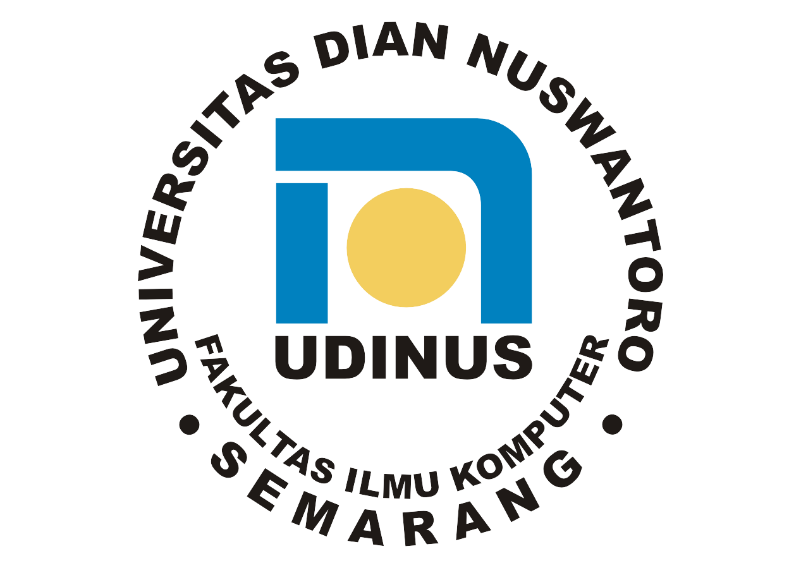 UNIVERSITAS DIAN NUSWANTORO
UDINUS
FAKULTAS ILMU KOMPUTER
• SEMARANG •